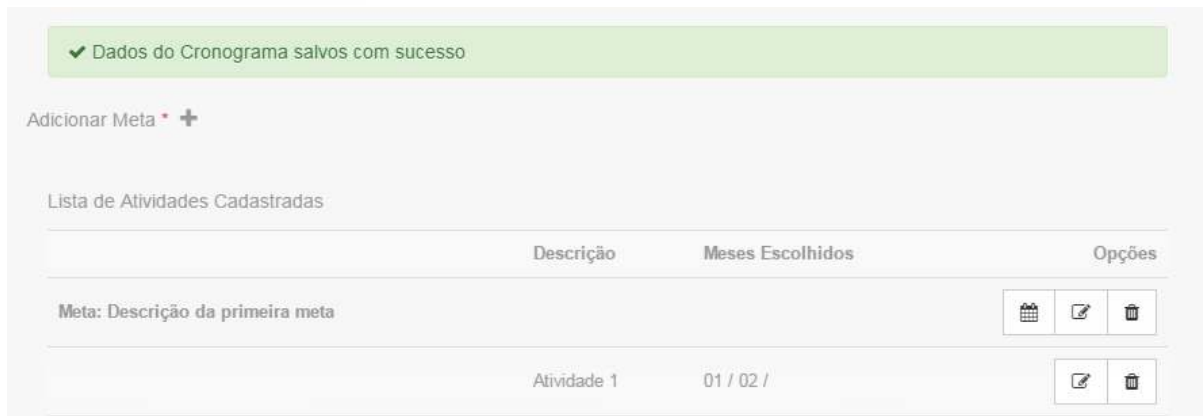 Dados do Cronograma salvos com sucesso
Adicionar Meta *
Lista de Atividades Cadastradas
Descrição Meses Escolhidos Opções
Meta: Descrição da primeira meta
Atividade 1 01 / 02 /